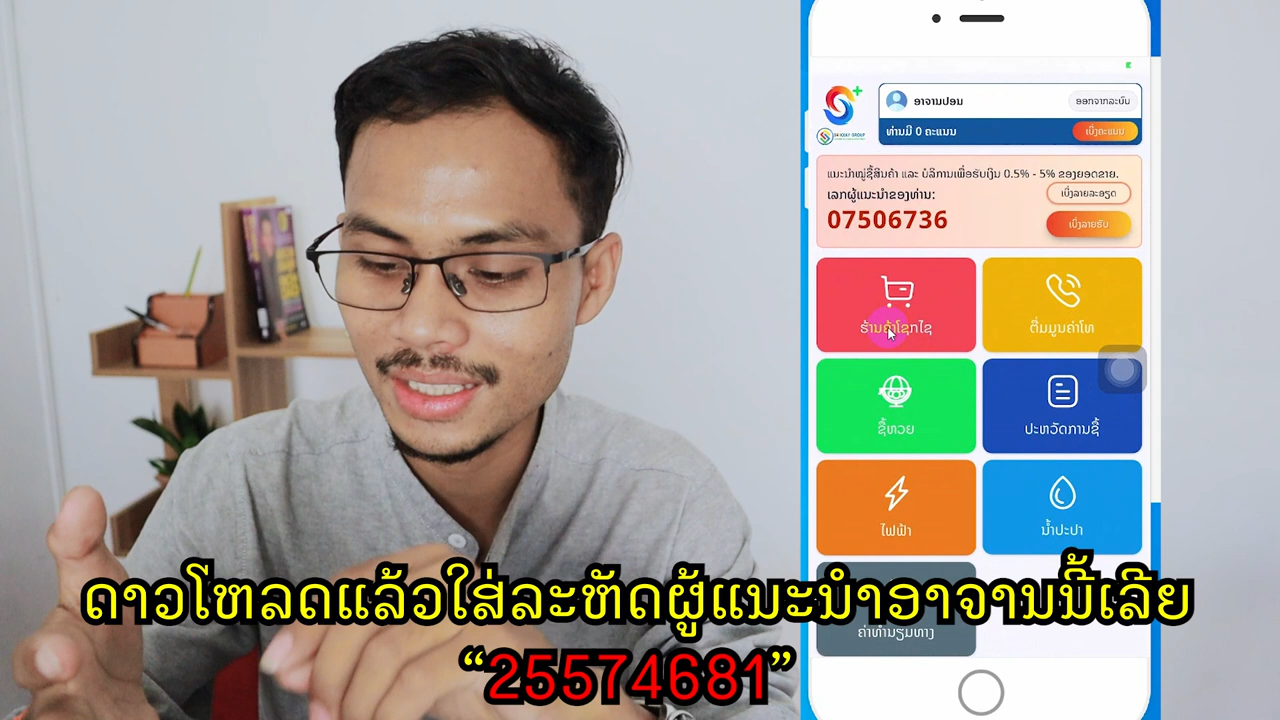 ອາຈານປອນ
ອອກຈາກລະບົບ
ທ່ານມີ 0 ຄະແນນ
ເບິ່ງຄະແນນ
ແນະນຳໝູ່ຊື້ສິນຄ້າ ແລະ ບໍລິການເພື່ອຮັບເງິນ 0.5% - 5% ຂອງຍອດຂາຍ.
ເລກຜູ້ແນະນຳຂອງທ່ານ:
ເບິ່ງລາຍລະອຽດ
07506736
ເບິ່ງລາຍຮັບ
ຮ້ານຄ້າໂຊກໄຊ
ຕື່ມມູນຄ່າໂທ
ຊື້ຫວຍ
ປະຫວັດການຊື້
ໄຟຟ້າ
ນ້ຳປະປາ
ດາວໂຫລດແລ້ວໃສ່ລະຫັດຜູ້ແນະນຳອາຈານນີ້ເລີຍ
ຄ່າທຳນຽມທາງ
“25574681”